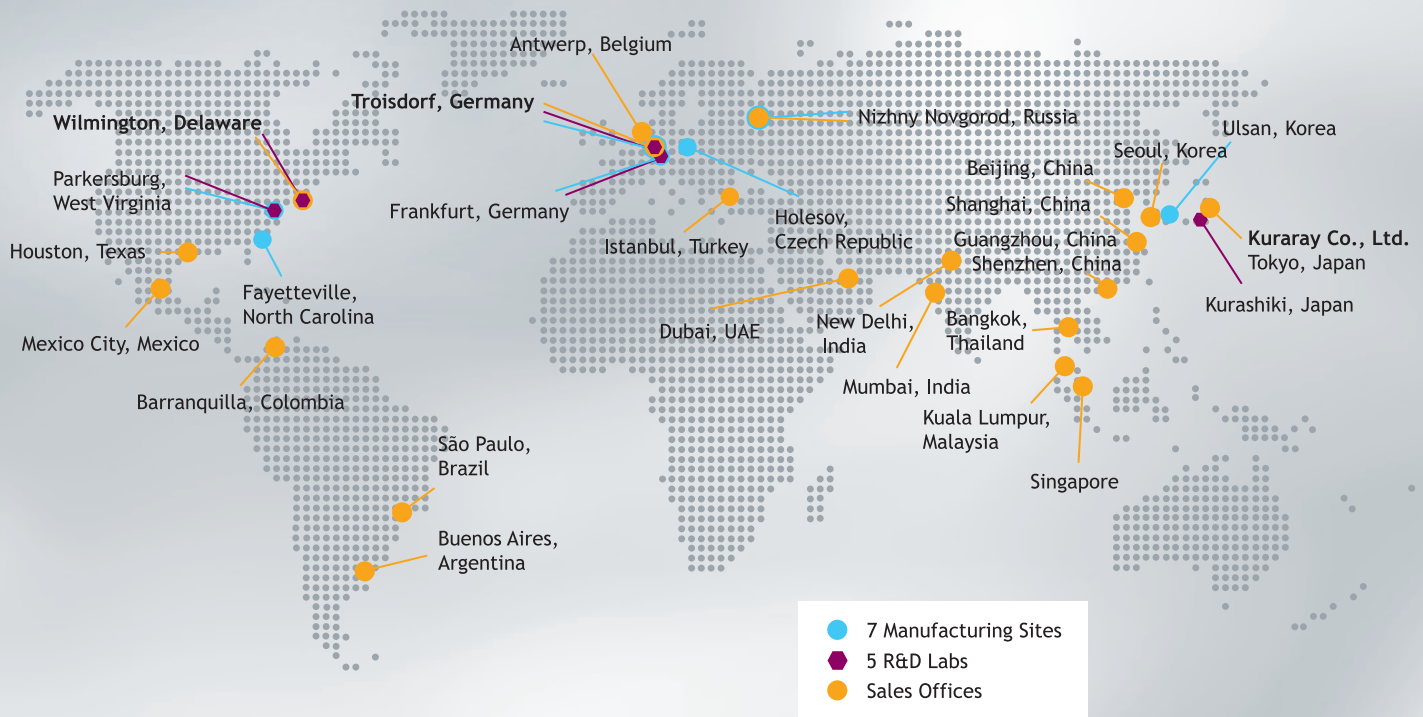 Antwerp, Belgium
Troisdorf, Germany
Wilmington, Delaware
Nizhny Novgorod, Russia
Ulsan, Korea
Seoul, Korea
Beijing, China
Parkersburg,
West Virginia
Shanghai, China
Frankfurt, Germany
Holesov,
Czech Republic
Istanbul, Turkey
Guangzhou, China
Shenzhen, China
Kuraray Co., Ltd.
Tokyo, Japan
Houston, Texas
Fayetteville,
North Carolina
Kurashiki, Japan
Mexico City, Mexico
Dubai, UAE
New Delhi,
India
Bangkok,
Thailand
Mumbai, India
Barranquilla, Colombia
Kuala Lumpur,
Malaysia
São Paulo,
Brazil
Singapore
Buenos Aires,
Argentina
7 Manufacturing Sites
5 R&D Labs
Sales Offices